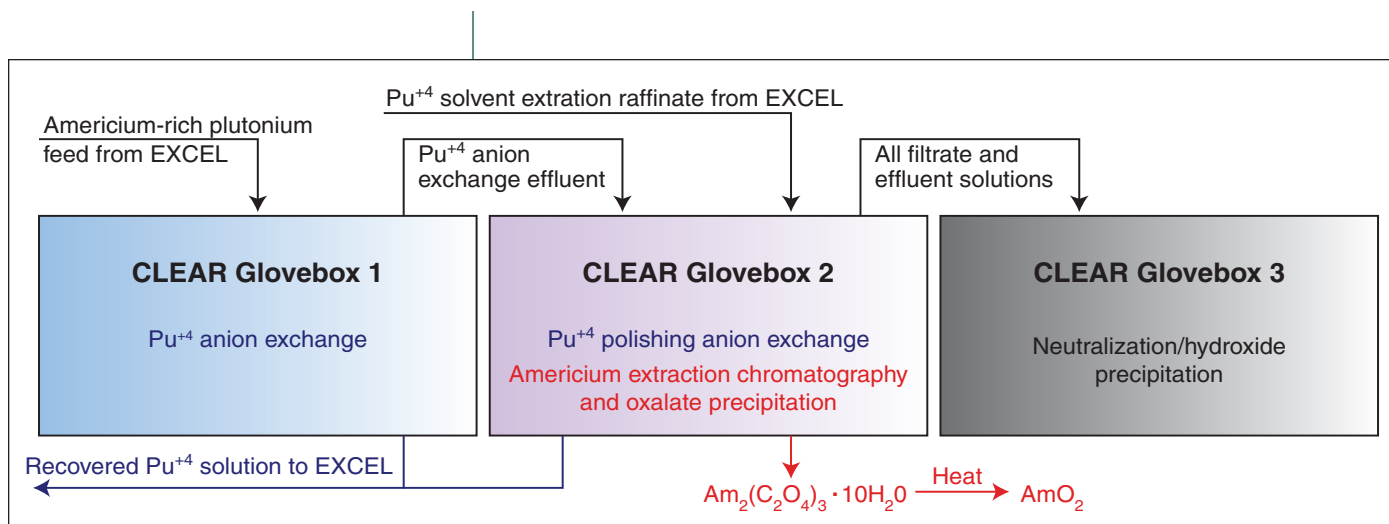 Americium-rich plutonium
feed from EXCEL
Pu⁺⁴ solvent extration raffinate from EXCEL
Pu⁺⁴ anion
exchange effluent
All filtrate and
effluent solutions
CLEAR Glovebox 1
Pu⁺⁴ anion exchange
CLEAR Glovebox 2
Pu⁺⁴ polishing anion exchange
Americium extraction chromatography
and oxalate precipitation
CLEAR Glovebox 3
Neutralization/hydroxide
precipitation
Recovered Pu⁺⁴ solution to EXCEL
Am₂(C₂O₄)₃ · 10H₂0
Heat
AmO₂